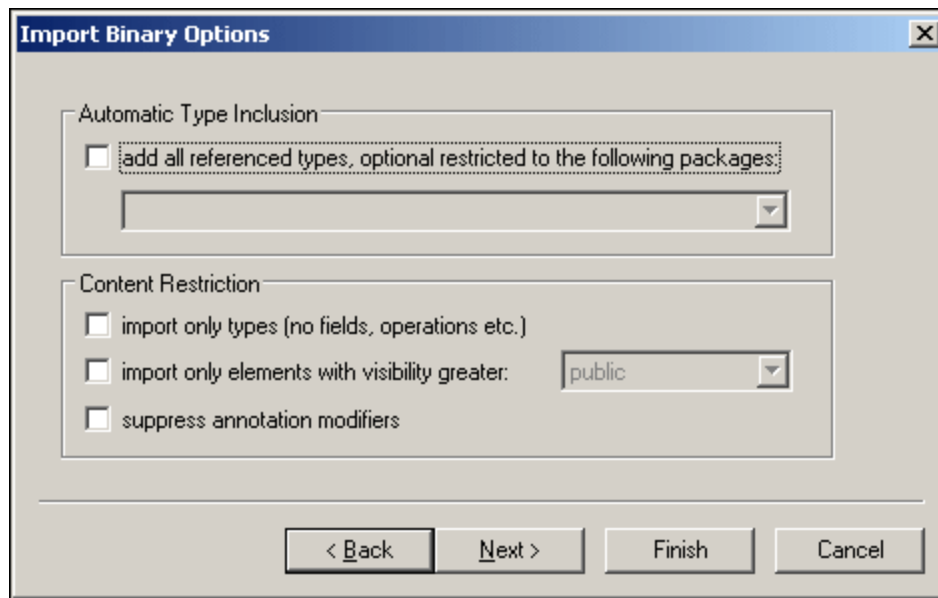 Import Binary Options
Automatic Type Inclusion
add all referenced types, optional restricted to the following packages:
Content Restriction
import only types (no fields, operations etc.)
import only elements with visibility greater: public
suppress annotation modifiers
< Back Next > Finish Cancel